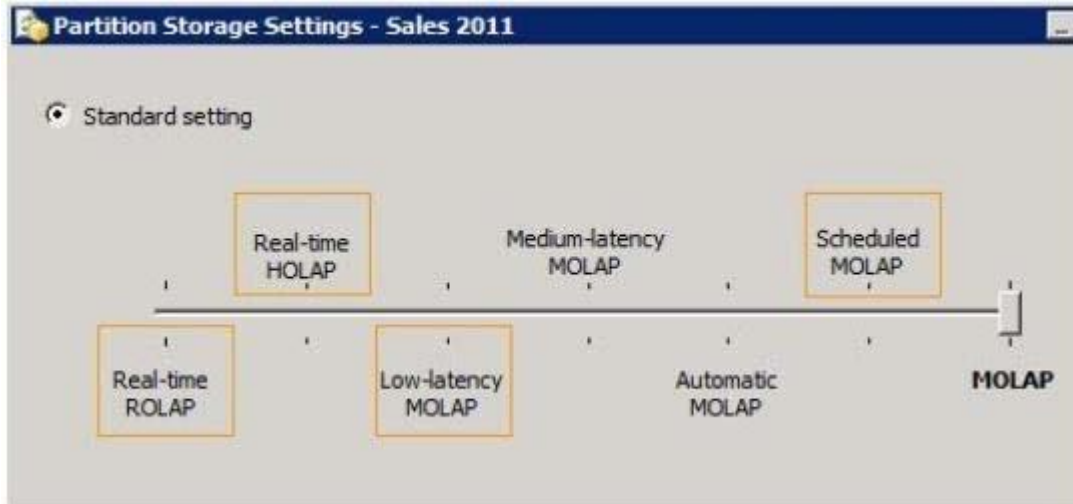 Partition Storage Settings - Sales 2011
Standard setting
Real-time
HOLAP
Medium-latency
MOLAP
Scheduled
MOLAP
Real-time
ROLAP
Low-latency
MOLAP
Automatic
MOLAP
MOLAP